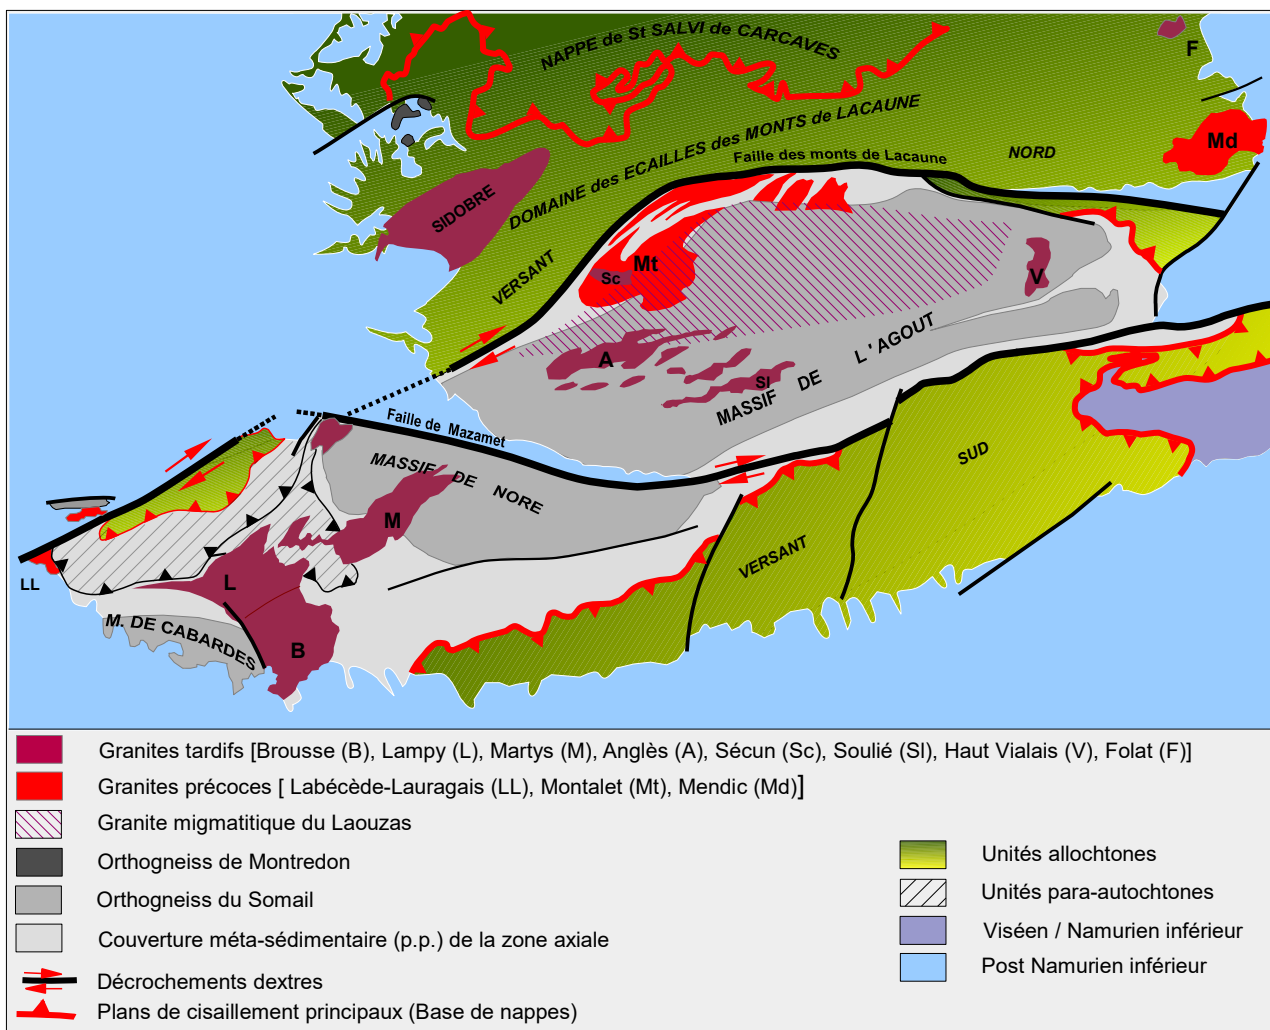 NAPPE de St SALVI de CARCAVES
F
DOMAINE des ECAILLES des MONTS de LACAUNE
Md
NORD
Faille des monts de Lacaune
SIDOBRE
VERSANT
Mt
Sc
V
A
L ' AGOUT
Sl
DE
MASSIF
Faille de Mazamet
MASSIF DE NORE
SUD
M
VERSANT
LL
L
M. DE CABARDES
B
Granites tardifs [Brousse (B), Lampy (L), Martys (M), Anglès (A), Sécun (Sc), Soulié (Sl), Haut Vialais (V), Folat (F)]
Granites précoces [ Labécède-Lauragais (LL), Montalet (Mt), Mendic (Md)]
Granite migmatitique du Laouzas
Orthogneiss de Montredon
Orthogneiss du Somail
Couverture méta-sédimentaire (p.p.) de la zone axiale
Décrochements dextres
Plans de cisaillement principaux (Base de nappes)
Unités allochtones
Unités para-autochtones
Viséen / Namurien inférieur
Post Namurien inférieur